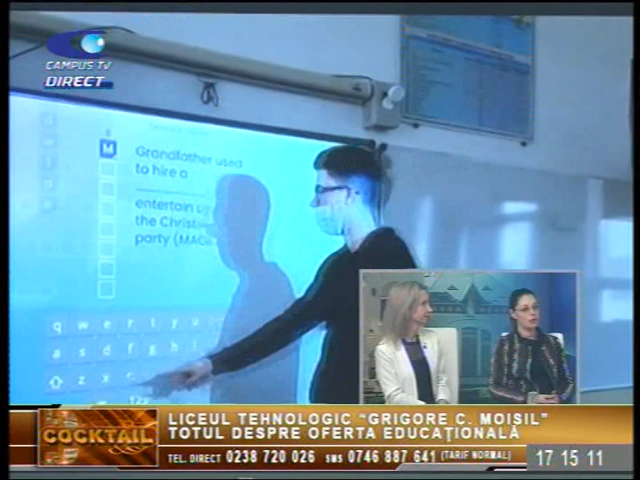 CAMPUS TV
DIRECT
8
M
Grandfather used
to hire a
entertain
the Christ
party (MAG
q w e r t y u
a s d f g h j
z x c
LICEUL TEHNOLOGIC "GRIGORE C. MOISIL"
TOTUL DESPRE OFERTA EDUCAȚIONALĂ
COCKTAIL
TEL. DIRECT 0238 720 026 SMS 0746 887 641 (TARIF NORMAL)
17 15 11